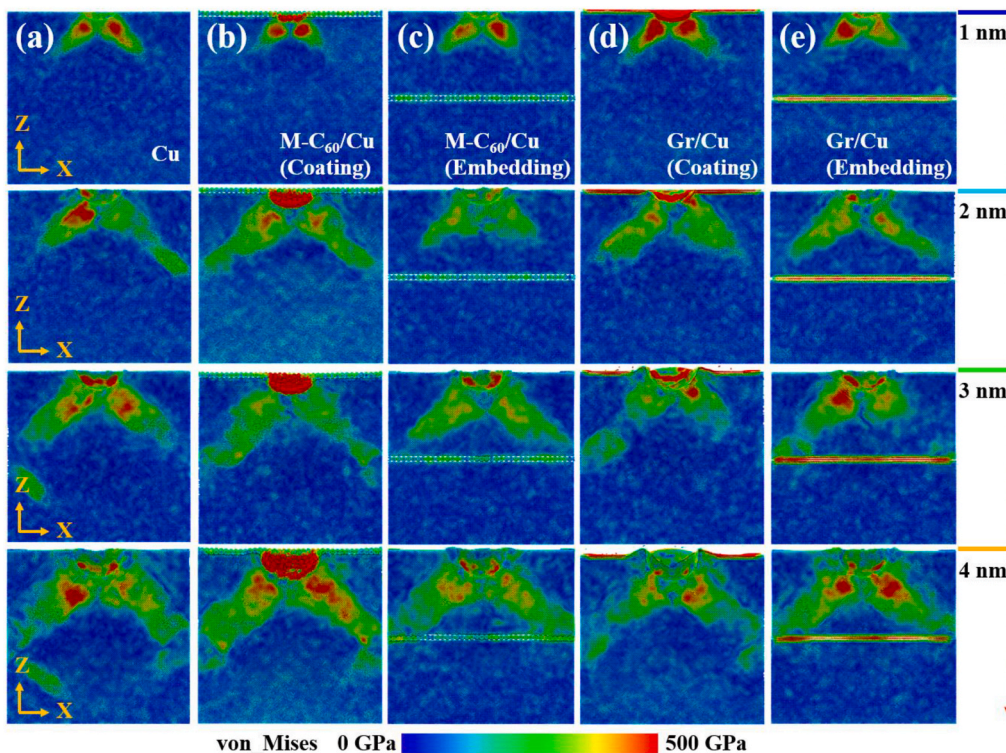 (a) (b) (c) (d) (e) 1 nm
Z
X
Cu
M-C₆₀/Cu
(Coating)
M-C₆₀/Cu
(Embedding)
Gr/Cu
(Coating)
Gr/Cu
(Embedding)
2 nm
Z
X
3 nm
Z
X
4 nm
Z
X
von Mises 0 GPa 500 GPa